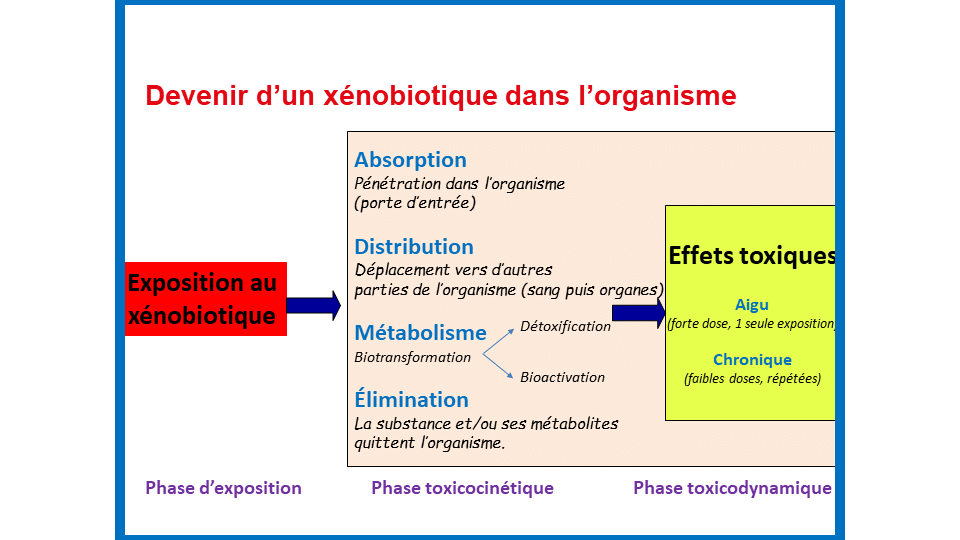 Devenir d’un xénobiotique dans l’organisme
Exposition au
xénobiotique
Absorption
Pénétration dans l’organisme
(porte d’entrée)
Distribution
Déplacement vers d’autres
parties de l’organisme (sang puis organes)
Métabolisme
Biotransformation
Détoxification
Bioactivation
Élimination
La substance et/ou ses métabolites
quittent l’organisme.
Effets toxiques
Aigu
(forte dose, 1 seule exposition)
Chronique
(faibles doses, répétées)
Phase d’exposition
Phase toxicocinétique
Phase toxicodynamique